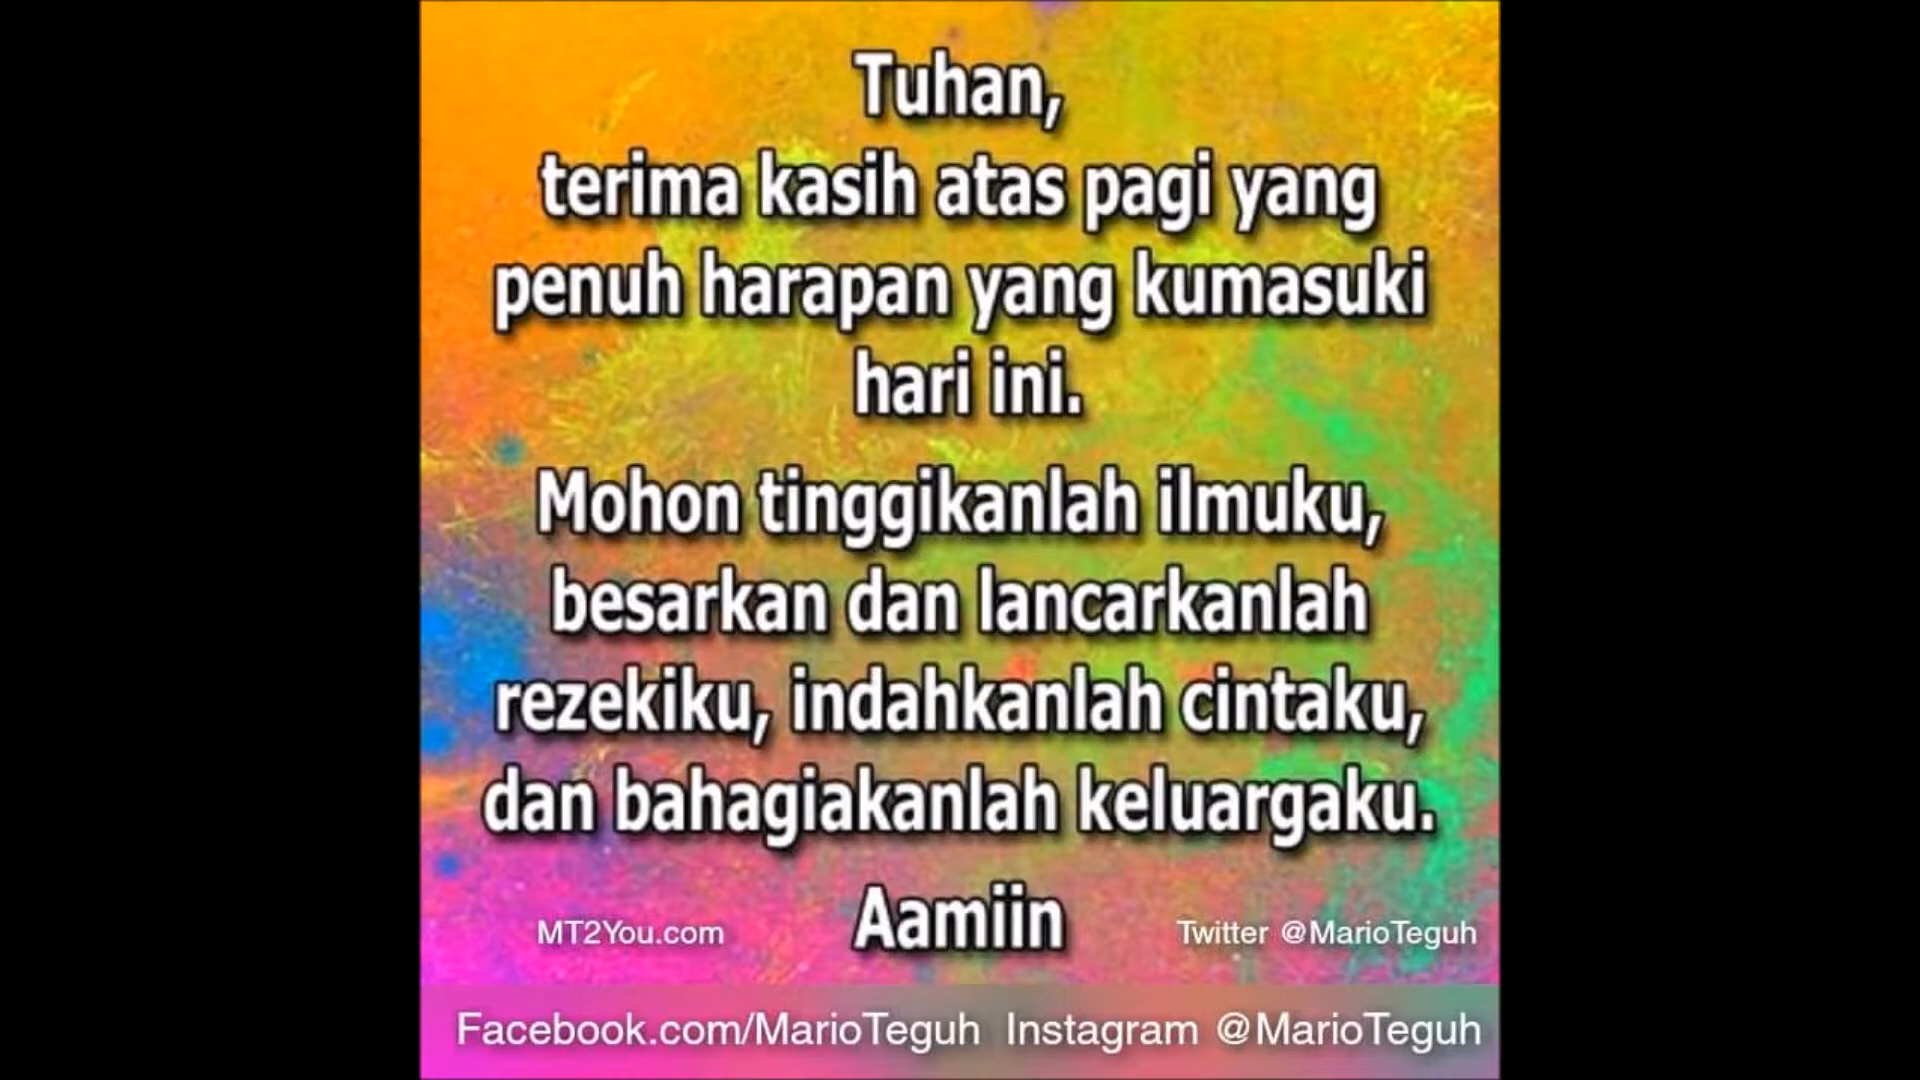 Tuhan,
terima kasih atas pagi yang
penuh harapan yang kumasuki
hari ini.
Mohon tinggikanlah ilmuku,
besarkan dan lancarkanlah
rezekiku, indahkanlah cintaku,
dan bahagiakanlah keluargaku.
Aamiin
MT2You.com
Twitter @MarioTeguh
Facebook.com/MarioTeguh Instagram @MarioTeguh